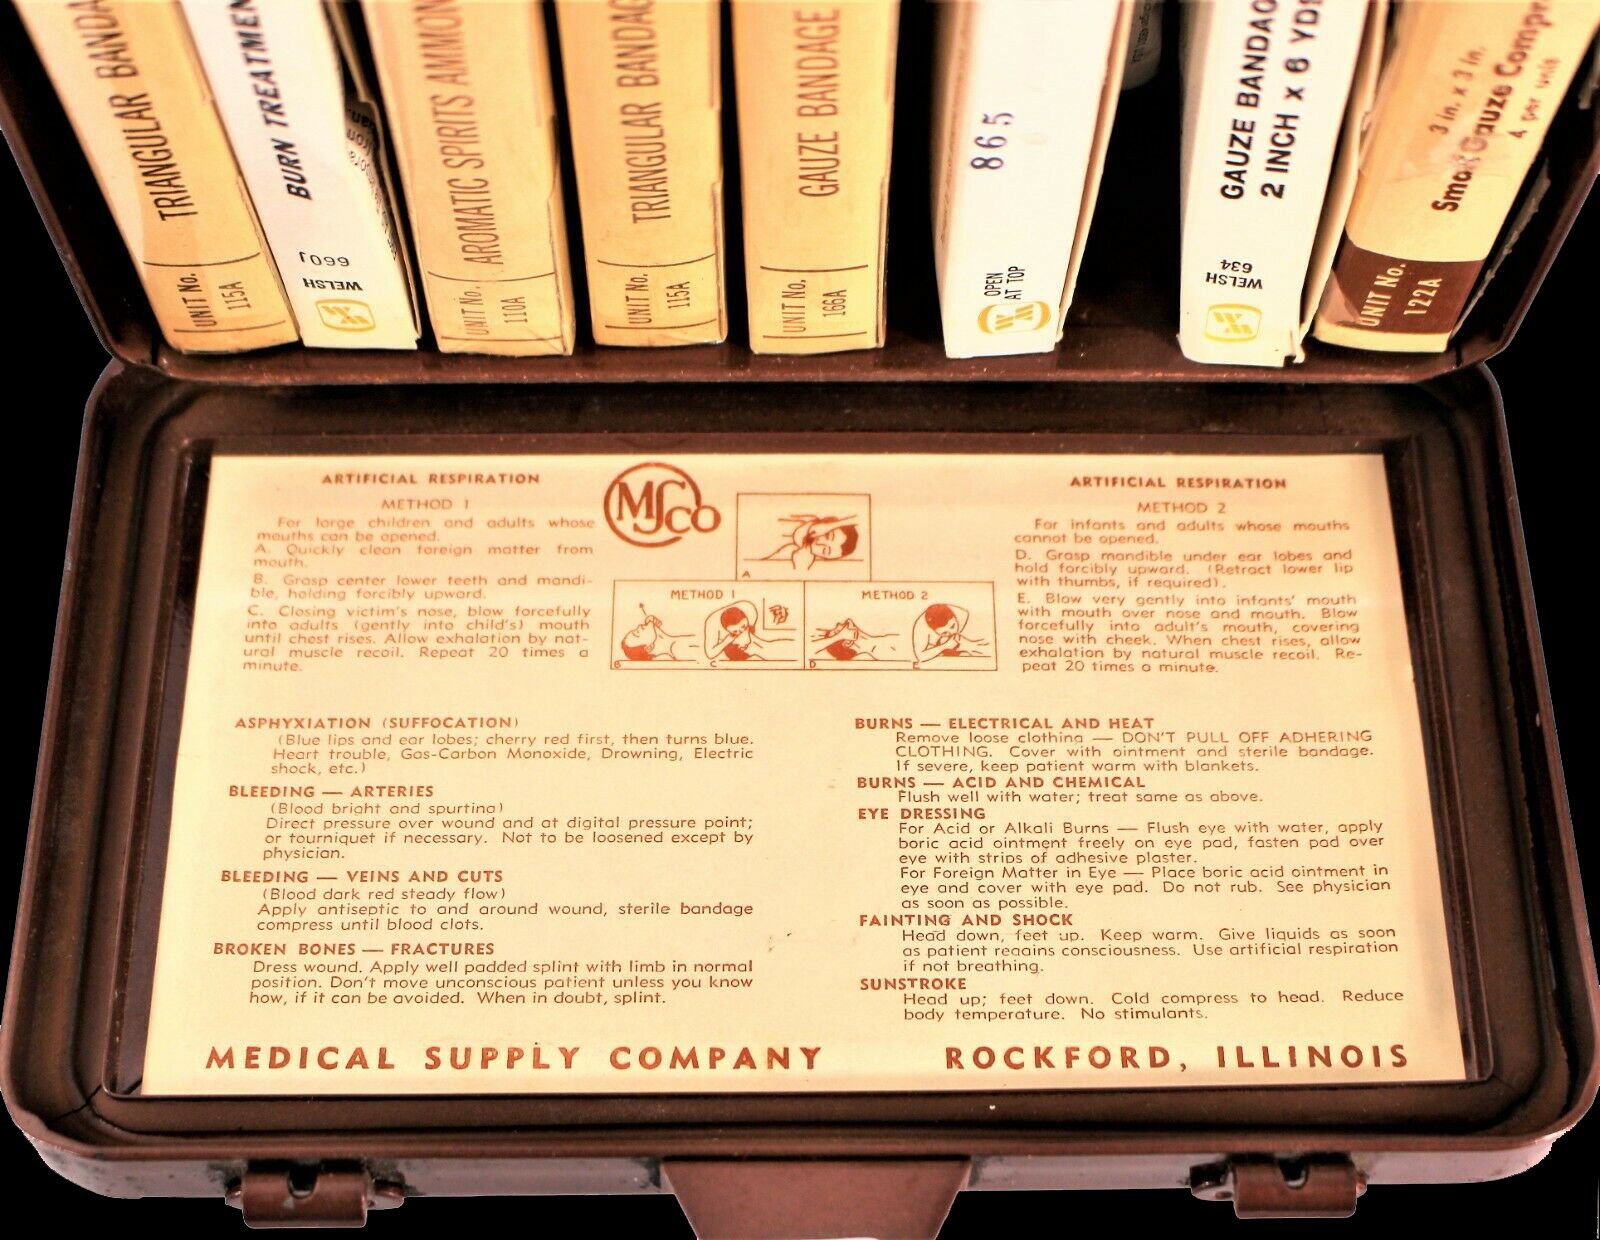 TRIANGULAR
UNIT No.
115A
BURN TREATMEN
6601
WELSH
AROMATIC SPIRITS AMMON
UNIT No.
110A
TRIANGULAR BANDAG
UNIT No.
115A
GAUZE BANDAGE
UNIT No.
166A
865
OPEN
AT TOP
GAUZE BANDAG
2 INCH x 6 YDS
WELSH
634
3 in. x 3 in.
Small Gauze Compr
4 per unit
UNIT No.
122A
ARTIFICIAL RESPIRATION
METHOD 1
For large children and adults whose
mouths can be opened.
A. Quickly clean foreign matter from
mouth.
B. Grasp center lower teeth and mandi-
ble, holding forcibly upward.
C. Closing victim's nose, blow forcefully
into adults (gently into child's) mouth
until chest rises. Allow exhalation by nat-
ural muscle recoil. Repeat 20 times a
minute.
MSCo
A
METHOD 1
METHOD 2
B C D E
ARTIFICIAL RESPIRATION
METHOD 2
For infants and adults whose mouths
cannot be opened.
D. Grasp mandible under ear lobes and
hold forcibly upward. (Retract lower lip
with thumbs, if required).
E. Blow very gently into infants' mouth
with mouth over nose and mouth. Blow
forcefully into adult's mouth, covering
nose with cheek. When chest rises, allow
exhalation by natural muscle recoil. Re-
peat 20 times a minute.
ASPHYXIATION (SUFFOCATION)
(Blue lips and ear lobes; cherry red first, then turns blue.
Heart trouble, Gas-Carbon Monoxide, Drowning, Electric
shock, etc.)
BLEEDING — ARTERIES
(Blood bright and spurting)
Direct pressure over wound and at digital pressure point;
or tourniquet if necessary. Not to be loosened except by
physician.
BLEEDING — VEINS AND CUTS
(Blood dark red steady flow)
Apply antiseptic to and around wound, sterile bandage
compress until blood clots.
BROKEN BONES — FRACTURES
Dress wound. Apply well padded splint with limb in normal
position. Don't move unconscious patient unless you know
how, if it can be avoided. When in doubt, splint.
BURNS — ELECTRICAL AND HEAT
Remove loose clothing — DON'T PULL OFF ADHERING
CLOTHING. Cover with ointment and sterile bandage.
If severe, keep patient warm with blankets.
BURNS — ACID AND CHEMICAL
Flush well with water; treat same as above.
EYE DRESSING
For Acid or Alkali Burns — Flush eye with water, apply
boric acid ointment freely on eye pad, fasten pad over
eye with strips of adhesive plaster.
For Foreign Matter in Eye — Place boric acid ointment in
eye and cover with eye pad. Do not rub. See physician
as soon as possible.
FAINTING AND SHOCK
Head down, feet up. Keep warm. Give liquids as soon
as patient regains consciousness. Use artificial respiration
if not breathing.
SUNSTROKE
Head up; feet down. Cold compress to head. Reduce
body temperature. No stimulants.
MEDICAL SUPPLY COMPANY ROCKFORD, ILLINOIS